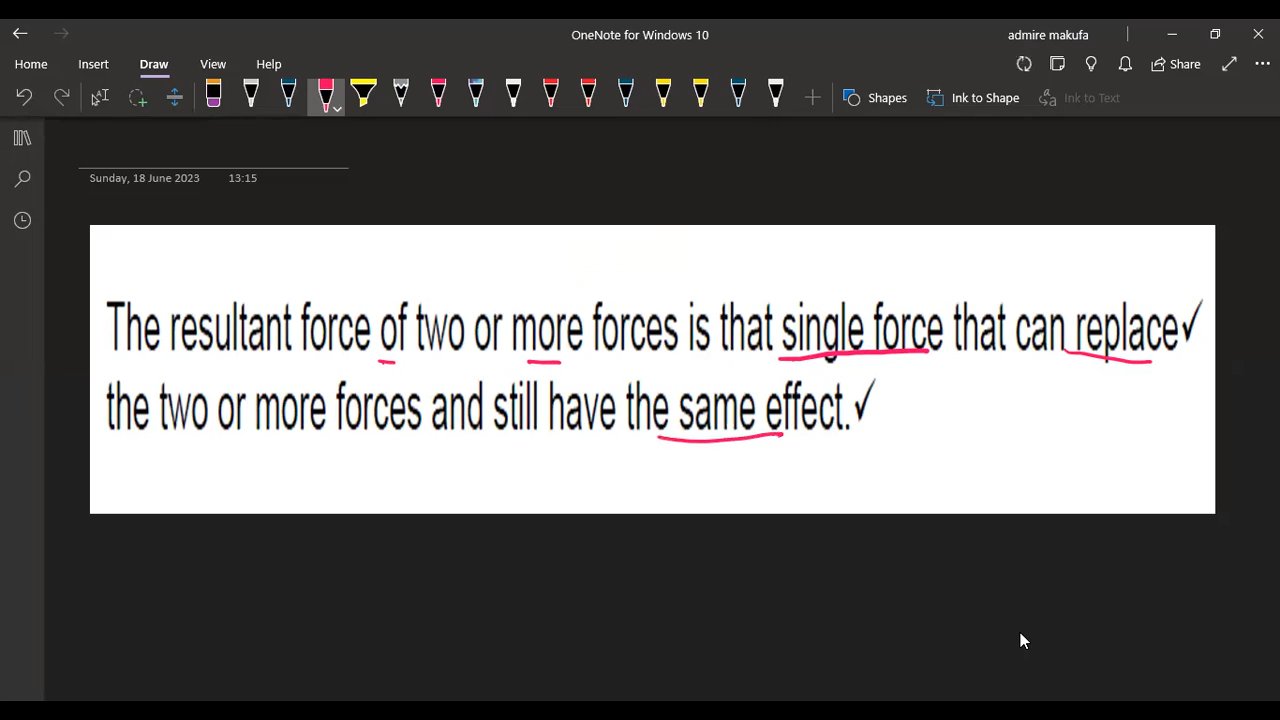 OneNote for Windows 10
admire makufa
Home Insert Draw View Help
Share
Shapes Ink to Shape Ink to Text
Sunday, 18 June 2023 13:15
The resultant force of two or more forces is that single force that can replace✓
the two or more forces and still have the same effect.✓